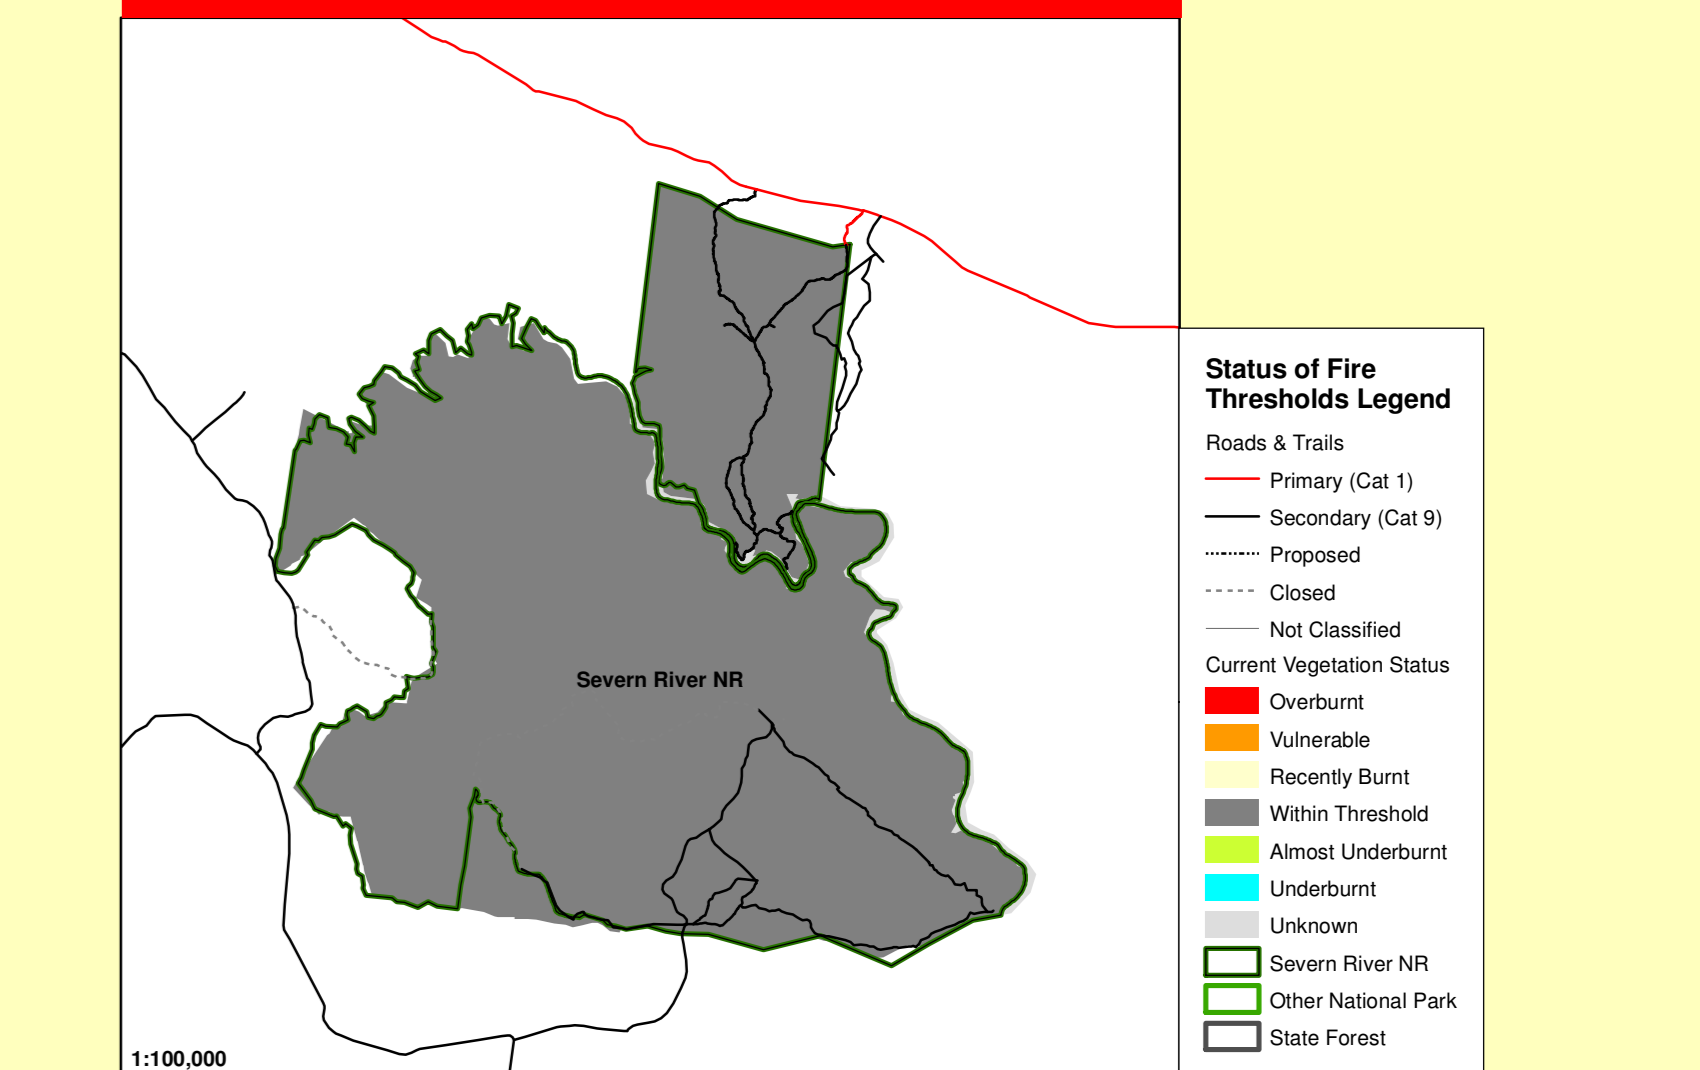 Severn River NR
1:100,000
Status of Fire
Thresholds Legend
Roads & Trails
Primary (Cat 1)
Secondary (Cat 9)
Proposed
Closed
Not Classified
Current Vegetation Status
Overburnt
Vulnerable
Recently Burnt
Within Threshold
Almost Underburnt
Underburnt
Unknown
Severn River NR
Other National Park
State Forest